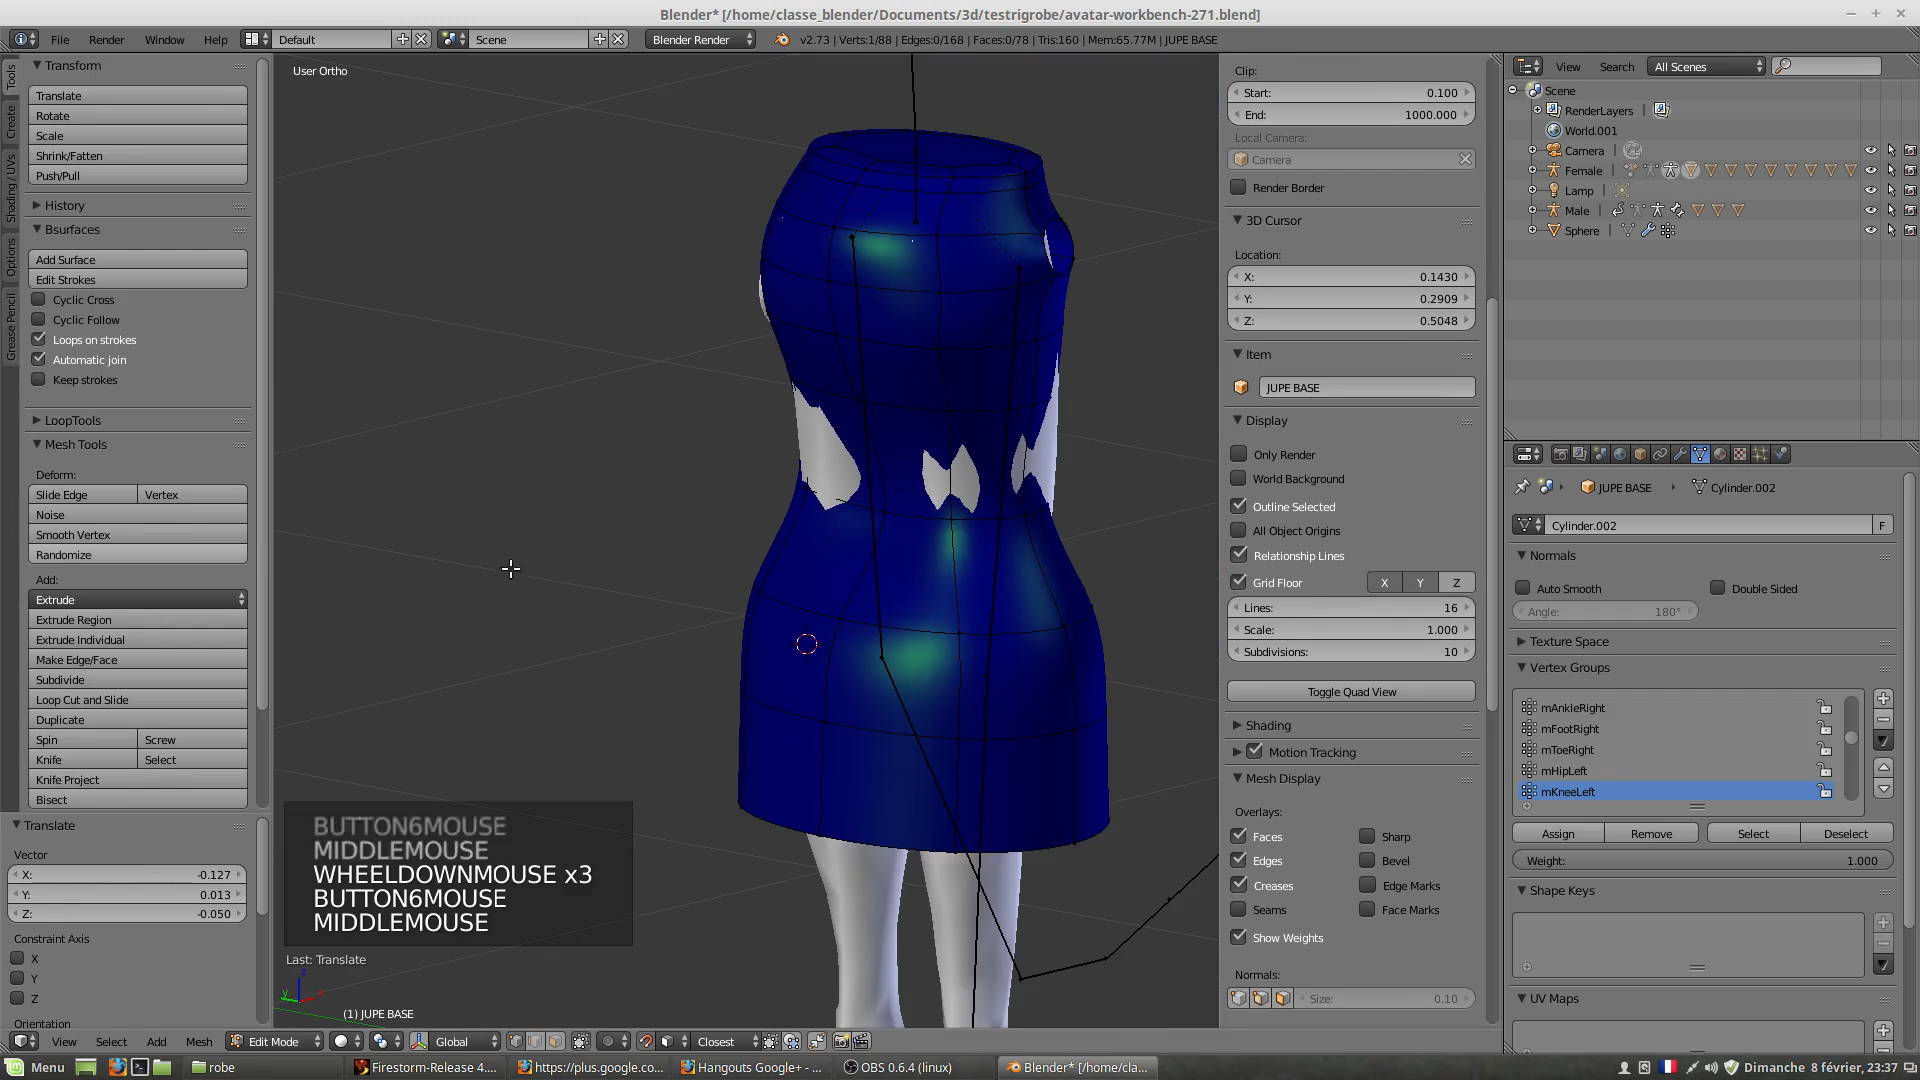 Blender* [/home/classe_blender/Documents/3d/testrigrobe/avatar-workbench-271.blend]
File Render Window Help Default Scene Blender Render v2.73 | Verts:1/88 | Edges:0/168 | Faces:0/78 | Tris:160 | Mem:65.77M | JUPE BASE
Tools
Create
Shading / UVs
Options
Grease Pencil
Transform
Translate
Rotate
Scale
Shrink/Fatten
Push/Pull
History
Bsurfaces
Add Surface
Edit Strokes
Cyclic Cross
Cyclic Follow
Loops on strokes
Automatic join
Keep strokes
LoopTools
Mesh Tools
Deform:
Slide Edge Vertex
Noise
Smooth Vertex
Randomize
Add:
Extrude
Extrude Region
Extrude Individual
Make Edge/Face
Subdivide
Loop Cut and Slide
Duplicate
Spin Screw
Knife Select
Knife Project
Bisect
Translate
Vector
X: -0.127
Y: 0.013
Z: -0.050
Constraint Axis
X
Y
Z
Orientation
User Ortho
BUTTON6MOUSE
MIDDLEMOUSE
WHEELDOWNMOUSE x3
BUTTON6MOUSE
MIDDLEMOUSE
Last: Translate
z
y
x
(1) JUPE BASE
View Select Add Mesh Edit Mode Global Closest
Clip:
Start: 0.100
End: 1000.000
Local Camera:
Camera
Render Border
3D Cursor
Location:
X: 0.1430
Y: 0.2909
Z: 0.5048
Item
JUPE BASE
Display
Only Render
World Background
Outline Selected
All Object Origins
Relationship Lines
Grid Floor X Y Z
Lines: 16
Scale: 1.000
Subdivisions: 10
Toggle Quad View
Shading
Motion Tracking
Mesh Display
Overlays:
Faces Sharp
Edges Bevel
Creases Edge Marks
Seams Face Marks
Show Weights
Normals:
Size: 0.10
View Search All Scenes
Scene
RenderLayers
World.001
Camera
Female
Lamp
Male
Sphere
JUPE BASE Cylinder.002
Cylinder.002 F
Normals
Auto Smooth Double Sided
Angle: 180°
Texture Space
Vertex Groups
mAnkleRight
mFootRight
mToeRight
mHipLeft
mKneeLeft
Assign Remove Select Deselect
Weight: 1.000
Shape Keys
UV Maps
Menu robe Firestorm-Release 4.... https://plus.google.co... Hangouts Google+ - ... OBS 0.6.4 (linux) Blender* [/home/cla... Dimanche 8 février, 23:37